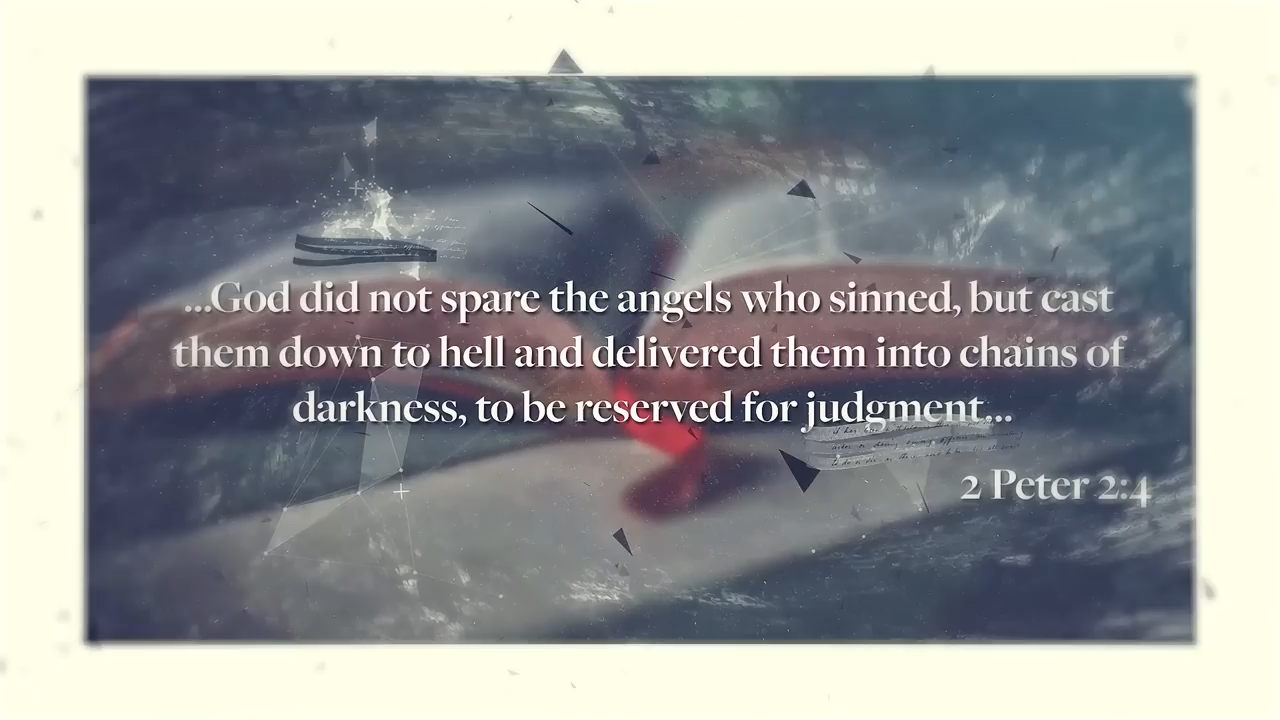 ...God did not spare the angels who sinned, but cast
them down to hell and delivered them into chains of
darkness, to be reserved for judgment...
2 Peter 2:4